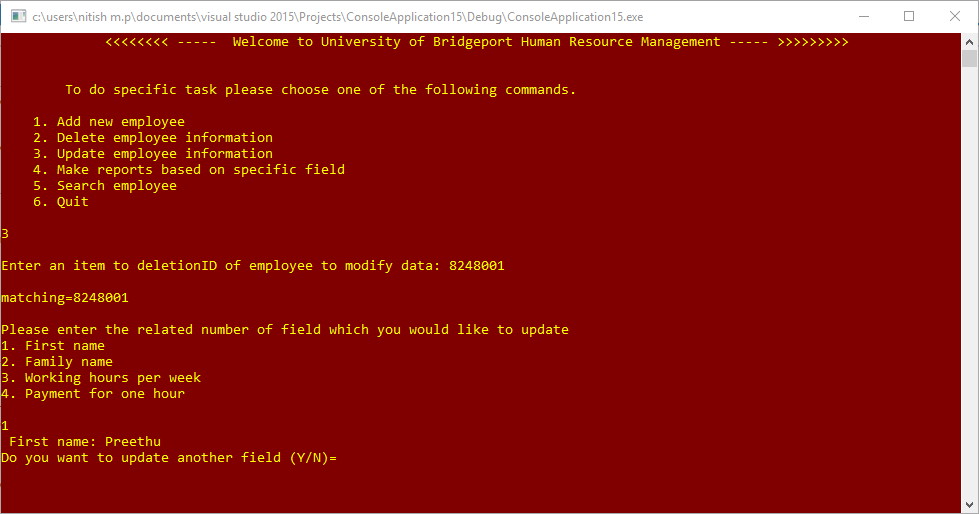 c:\users\nitish m.p\documents\visual studio 2015\Projects\ConsoleApplication15\Debug\ConsoleApplication15.exe
<<<<<<<< ----- Welcome to University of Bridgeport Human Resource Management ----- >>>>>>>>>
To do specific task please choose one of the following commands.
1. Add new employee
2. Delete employee information
3. Update employee information
4. Make reports based on specific field
5. Search employee
6. Quit
3
Enter an item to deletionID of employee to modify data: 8248001
matching=8248001
Please enter the related number of field which you would like to update
1. First name
2. Family name
3. Working hours per week
4. Payment for one hour
1
First name: Preethu
Do you want to update another field (Y/N)=